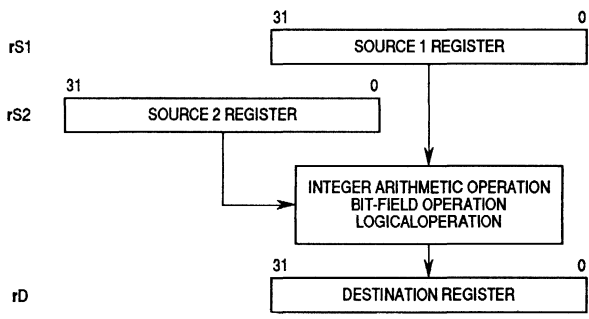 31 0
rS1 SOURCE 1 REGISTER
31 0
rS2 SOURCE 2 REGISTER
INTEGER ARITHMETIC OPERATION
BIT-FIELD OPERATION
LOGICALOPERATION
31 0
rD DESTINATION REGISTER